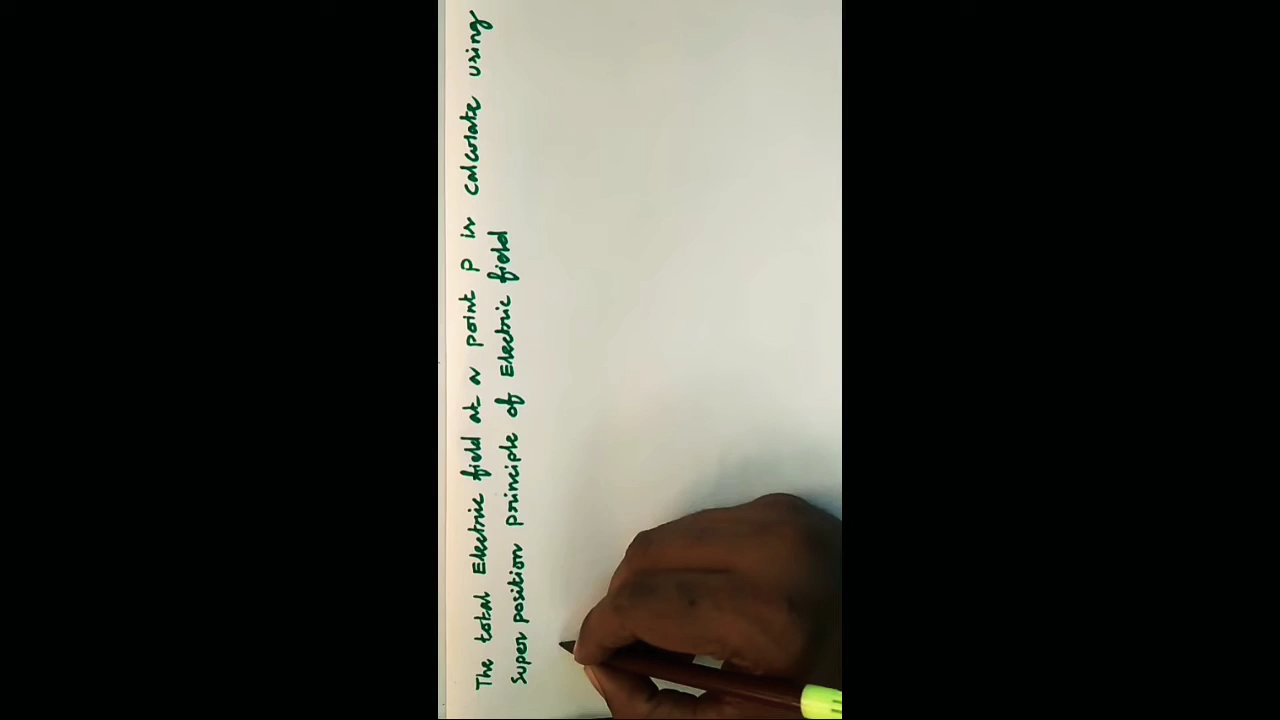 The total Electric field at a point P is calculate using
Super position principle of Electric field